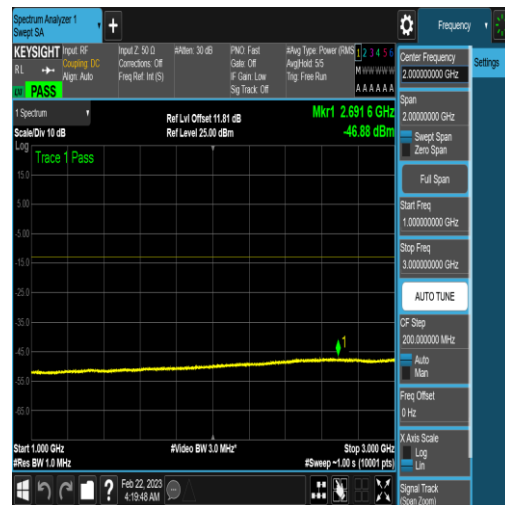 Spectrum Analyzer 1
Swept SA
Frequency
Settings
KEYSIGHT
RL
PASS
Input: RF
Coupling: DC
Align: Auto
Input Z: 50 Ω
Corrections: Off
Freq Ref: Int (S)
#Atten: 30 dB
PNO: Fast
Gate: Off
IF Gain: Low
Sig Track: Off
#Avg Type: Power (RMS
Avg|Hold: 5/5
Trig: Free Run
1 2 3 4 5 6
M W W W W W
A A A A A A
1 Spectrum
Scale/Div 10 dB
Ref Lvl Offset 11.81 dB
Ref Level 25.00 dBm
Mkr1 2.691 6 GHz
-46.88 dBm
Log
Trace 1 Pass
15.0
5.00
-5.00
-15.0
-25.0
-35.0
-45.0
-55.0
-65.0
1
Start 1.000 GHz
#Res BW 1.0 MHz
#Video BW 3.0 MHz*
Stop 3.000 GHz
#Sweep ~1.00 s (10001 pts)
Feb 22, 2023
4:19:48 AM
Center Frequency
2.000000000 GHz
Span
2.00000000 GHz
Swept Span
Zero Span
Full Span
Start Freq
1.000000000 GHz
Stop Freq
3.000000000 GHz
AUTO TUNE
CF Step
200.000000 MHz
Auto
Man
Freq Offset
0 Hz
X Axis Scale
Log
Lin
Signal Track
(Span Zoom)